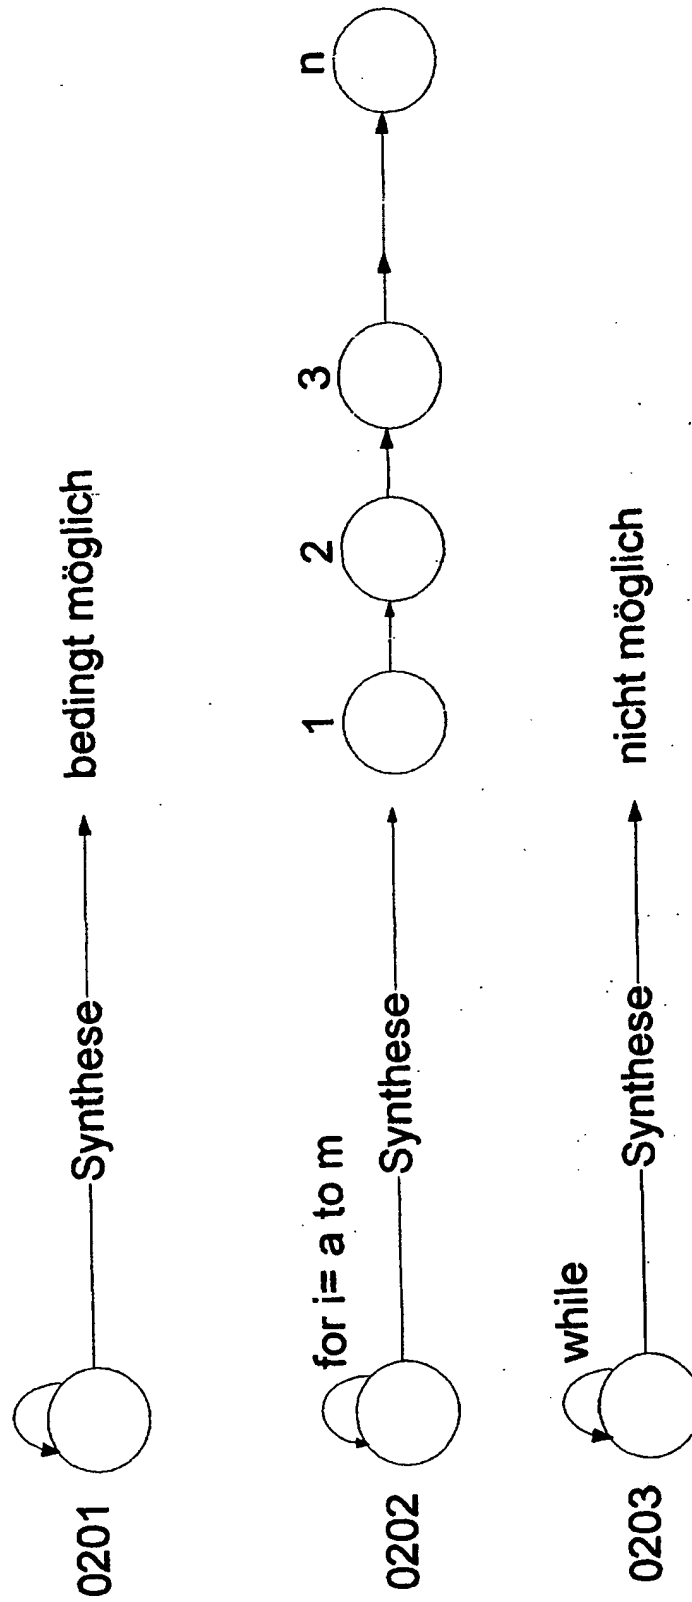 0201 Synthese bedingt möglich
for i= a to m
0202 Synthese 1 2 3 n
while
0203 Synthese nicht möglich